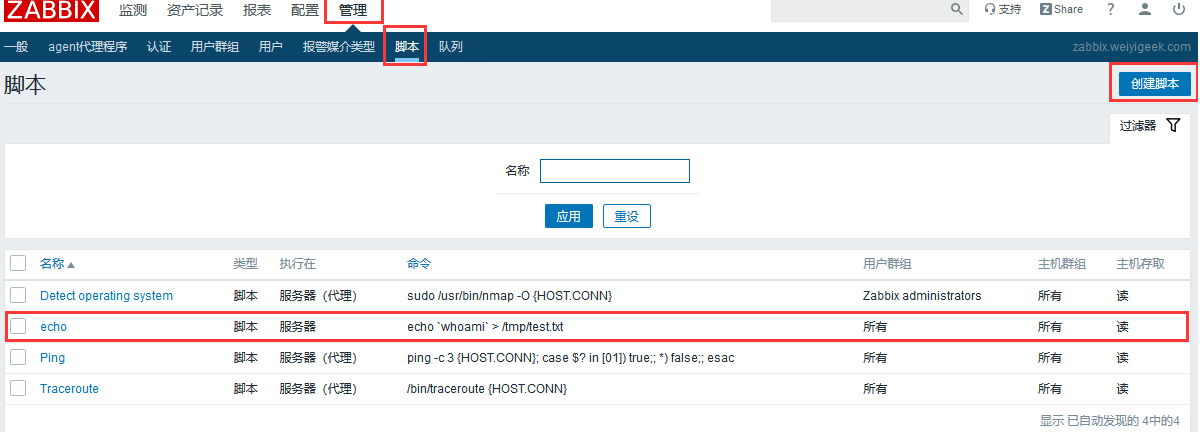 ZABBIX 监测 资产记录 报表 配置 管理 支持 Share ?
一般 agent代理程序 认证 用户群组 用户 报警媒介类型 脚本 队列 zabbix.weiyigeek.com
脚本 创建脚本
过滤器
名称
应用 重设
名称 类型 执行在 命令 用户群组 主机群组 主机存取
Detect operating system 脚本 服务器（代理） sudo /usr/bin/nmap -O {HOST.CONN} Zabbix administrators 所有 读
echo 脚本 服务器 echo `whoami` > /tmp/test.txt 所有 所有 读
Ping 脚本 服务器（代理） ping -c 3 {HOST.CONN}; case $? in [01]) true;; *) false;; esac 所有 所有 读
Traceroute 脚本 服务器（代理） /bin/traceroute {HOST.CONN} 所有 所有 读
显示 已自动发现的 4中的4